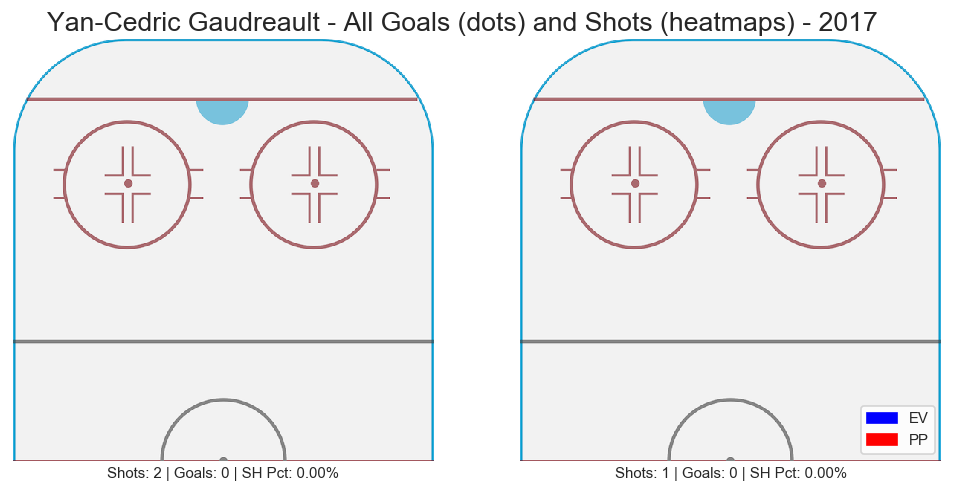 Yan-Cedric Gaudreault - All Goals (dots) and Shots (heatmaps) - 2017
EV
PP
Shots: 2 | Goals: 0 | SH Pct: 0.00%
Shots: 1 | Goals: 0 | SH Pct: 0.00%